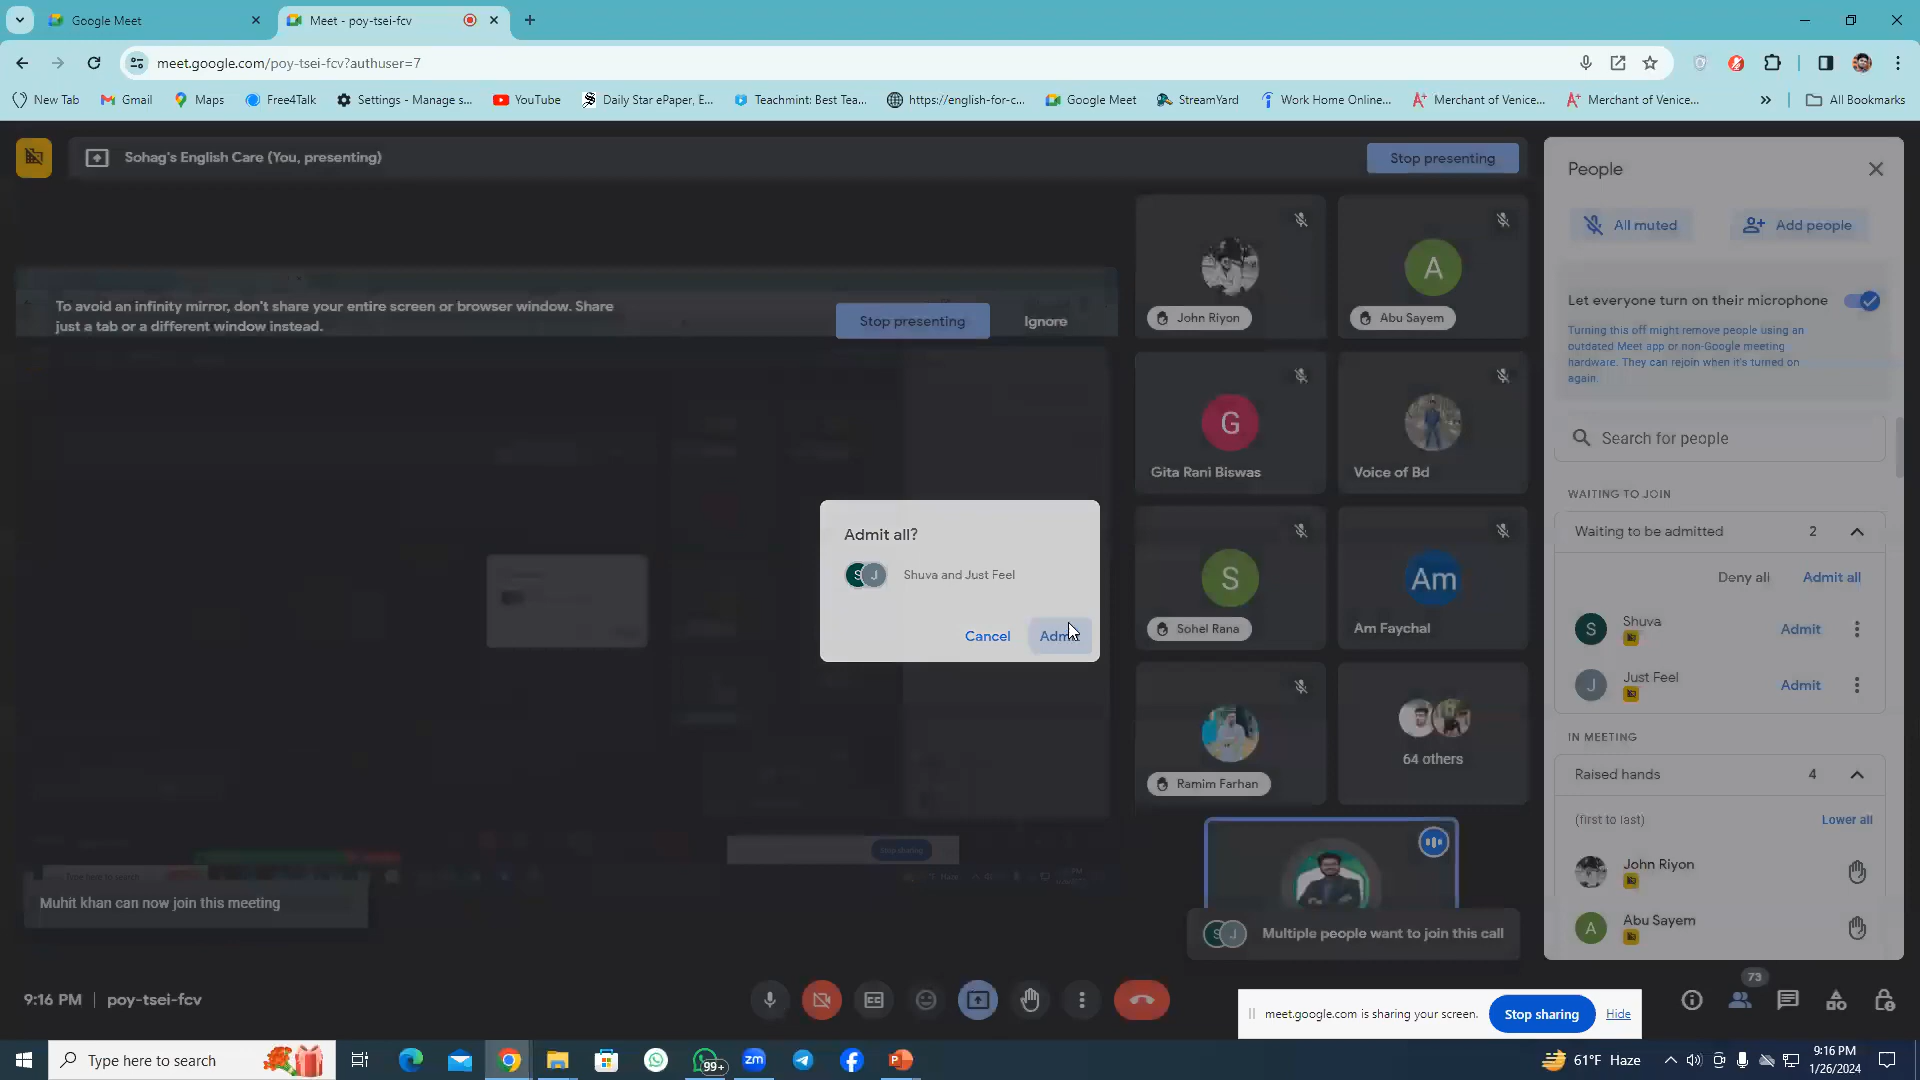 Google Meet
Meet - poy-tsei-fcv
meet.google.com/poy-tsei-fcv?authuser=7
New Tab
Gmail
Maps
Free4Talk
Settings - Manage s...
YouTube
Daily Star ePaper, E...
Teachmint: Best Tea...
https://english-for-c...
Google Meet
StreamYard
Work Home Online...
Merchant of Venice...
Merchant of Venice...
All Bookmarks
Sohag's English Care (You, presenting)
Stop presenting
To avoid an infinity mirror, don't share your entire screen or browser window. Share
just a tab or a different window instead.
Stop presenting
Ignore
John Riyon
A
Abu Sayem
G
Gita Rani Biswas
Voice of Bd
S
Sohel Rana
Am
Am Faychal
Ramim Farhan
64 others
Admit all?
S J
Shuva and Just Feel
Cancel
People
All muted
Add people
Let everyone turn on their microphone
Turning this off might remove people using an
outdated Meet app or non-Google meeting
hardware. They can rejoin when it's turned on
again.
Search for people
WAITING TO JOIN
Waiting to be admitted 2
Deny all
Admit all
S
Shuva
Admit
J
Just Feel
Admit
IN MEETING
Raised hands 4
(first to last)
Lower all
John Riyon
A
Abu Sayem
Stop sharing
Type here to search
Muhit khan can now join this meeting
S J
Multiple people want to join this call
9:16 PM | poy-tsei-fcv
73
meet.google.com is sharing your screen.
Stop sharing
Hide
Type here to search
99+
zm
61°F Haze
9:16 PM
1/26/2024